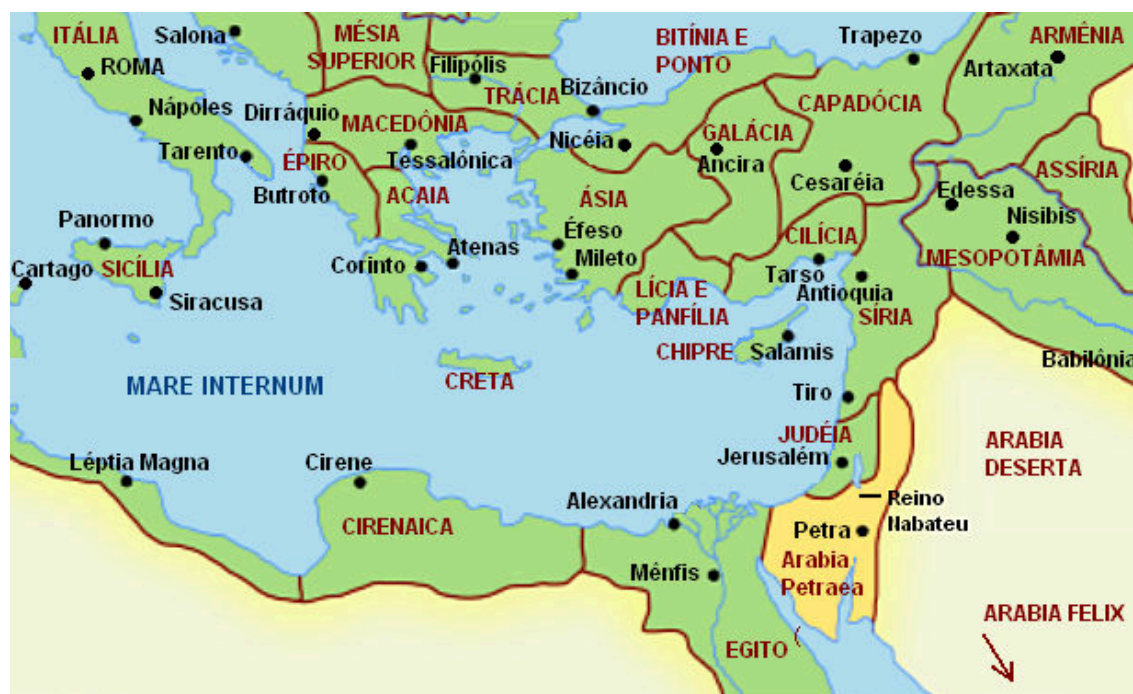 ITÁLIA
Salona
MÉSIA
SUPERIOR
BITÍNIA E
PONTO
Trapezo
ARMÊNIA
ROMA
Filipólis
Artaxata
TRÁCIA
Bizâncio
CAPADÓCIA
Nápoles
Dirráquio
MACEDÔNIA
Nicéia
GALÁCIA
Tarento
ÉPIRO
Tessalônica
Ancira
Cesaréia
ASSÍRIA
Butroto
ACAIA
ÁSIA
Edessa
Nisibis
Panormo
Éfeso
CILÍCIA
Atenas
MESOPOTÂMIA
Cartago
SICÍLIA
Corinto
Mileto
Tarso
Siracusa
LÍCIA E
PANFÍLIA
Antioquia
SÍRIA
CHIPRE
Salamis
Babilônia
MARE INTERNUM
CRETA
Tiro
JUDÉIA
ARABIA
DESERTA
Léptia Magna
Cirene
Jerusalém
Alexandria
Reino
Nabateu
CIRENAICA
Petra
Arabia
Petraea
Mênfis
ARABIA FELIX
EGITO